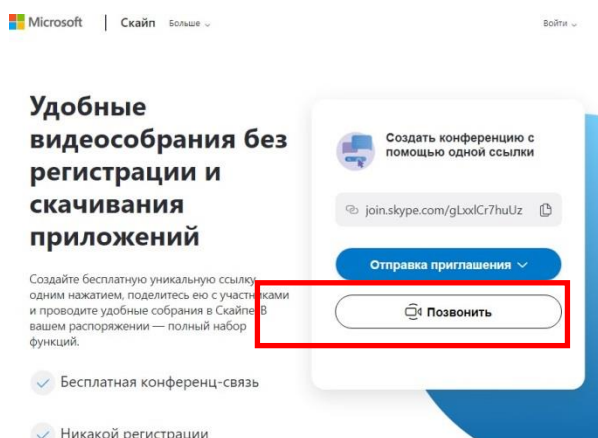 Microsoft
Скайп
Больше
Войти
Удобные
видеособрания без
регистрации и
скачивания
приложений
Создайте бесплатную уникальную ссылку
одним нажатием, поделитесь ею с участниками
и проводите удобные собрания в Скайпе. В
вашем распоряжении — полный набор
функций.
Бесплатная конференц-связь
Никакой регистрации
Создать конференцию с
помощью одной ссылки
join.skype.com/gLxxlCr7huUz
Отправка приглашения
Позвонить